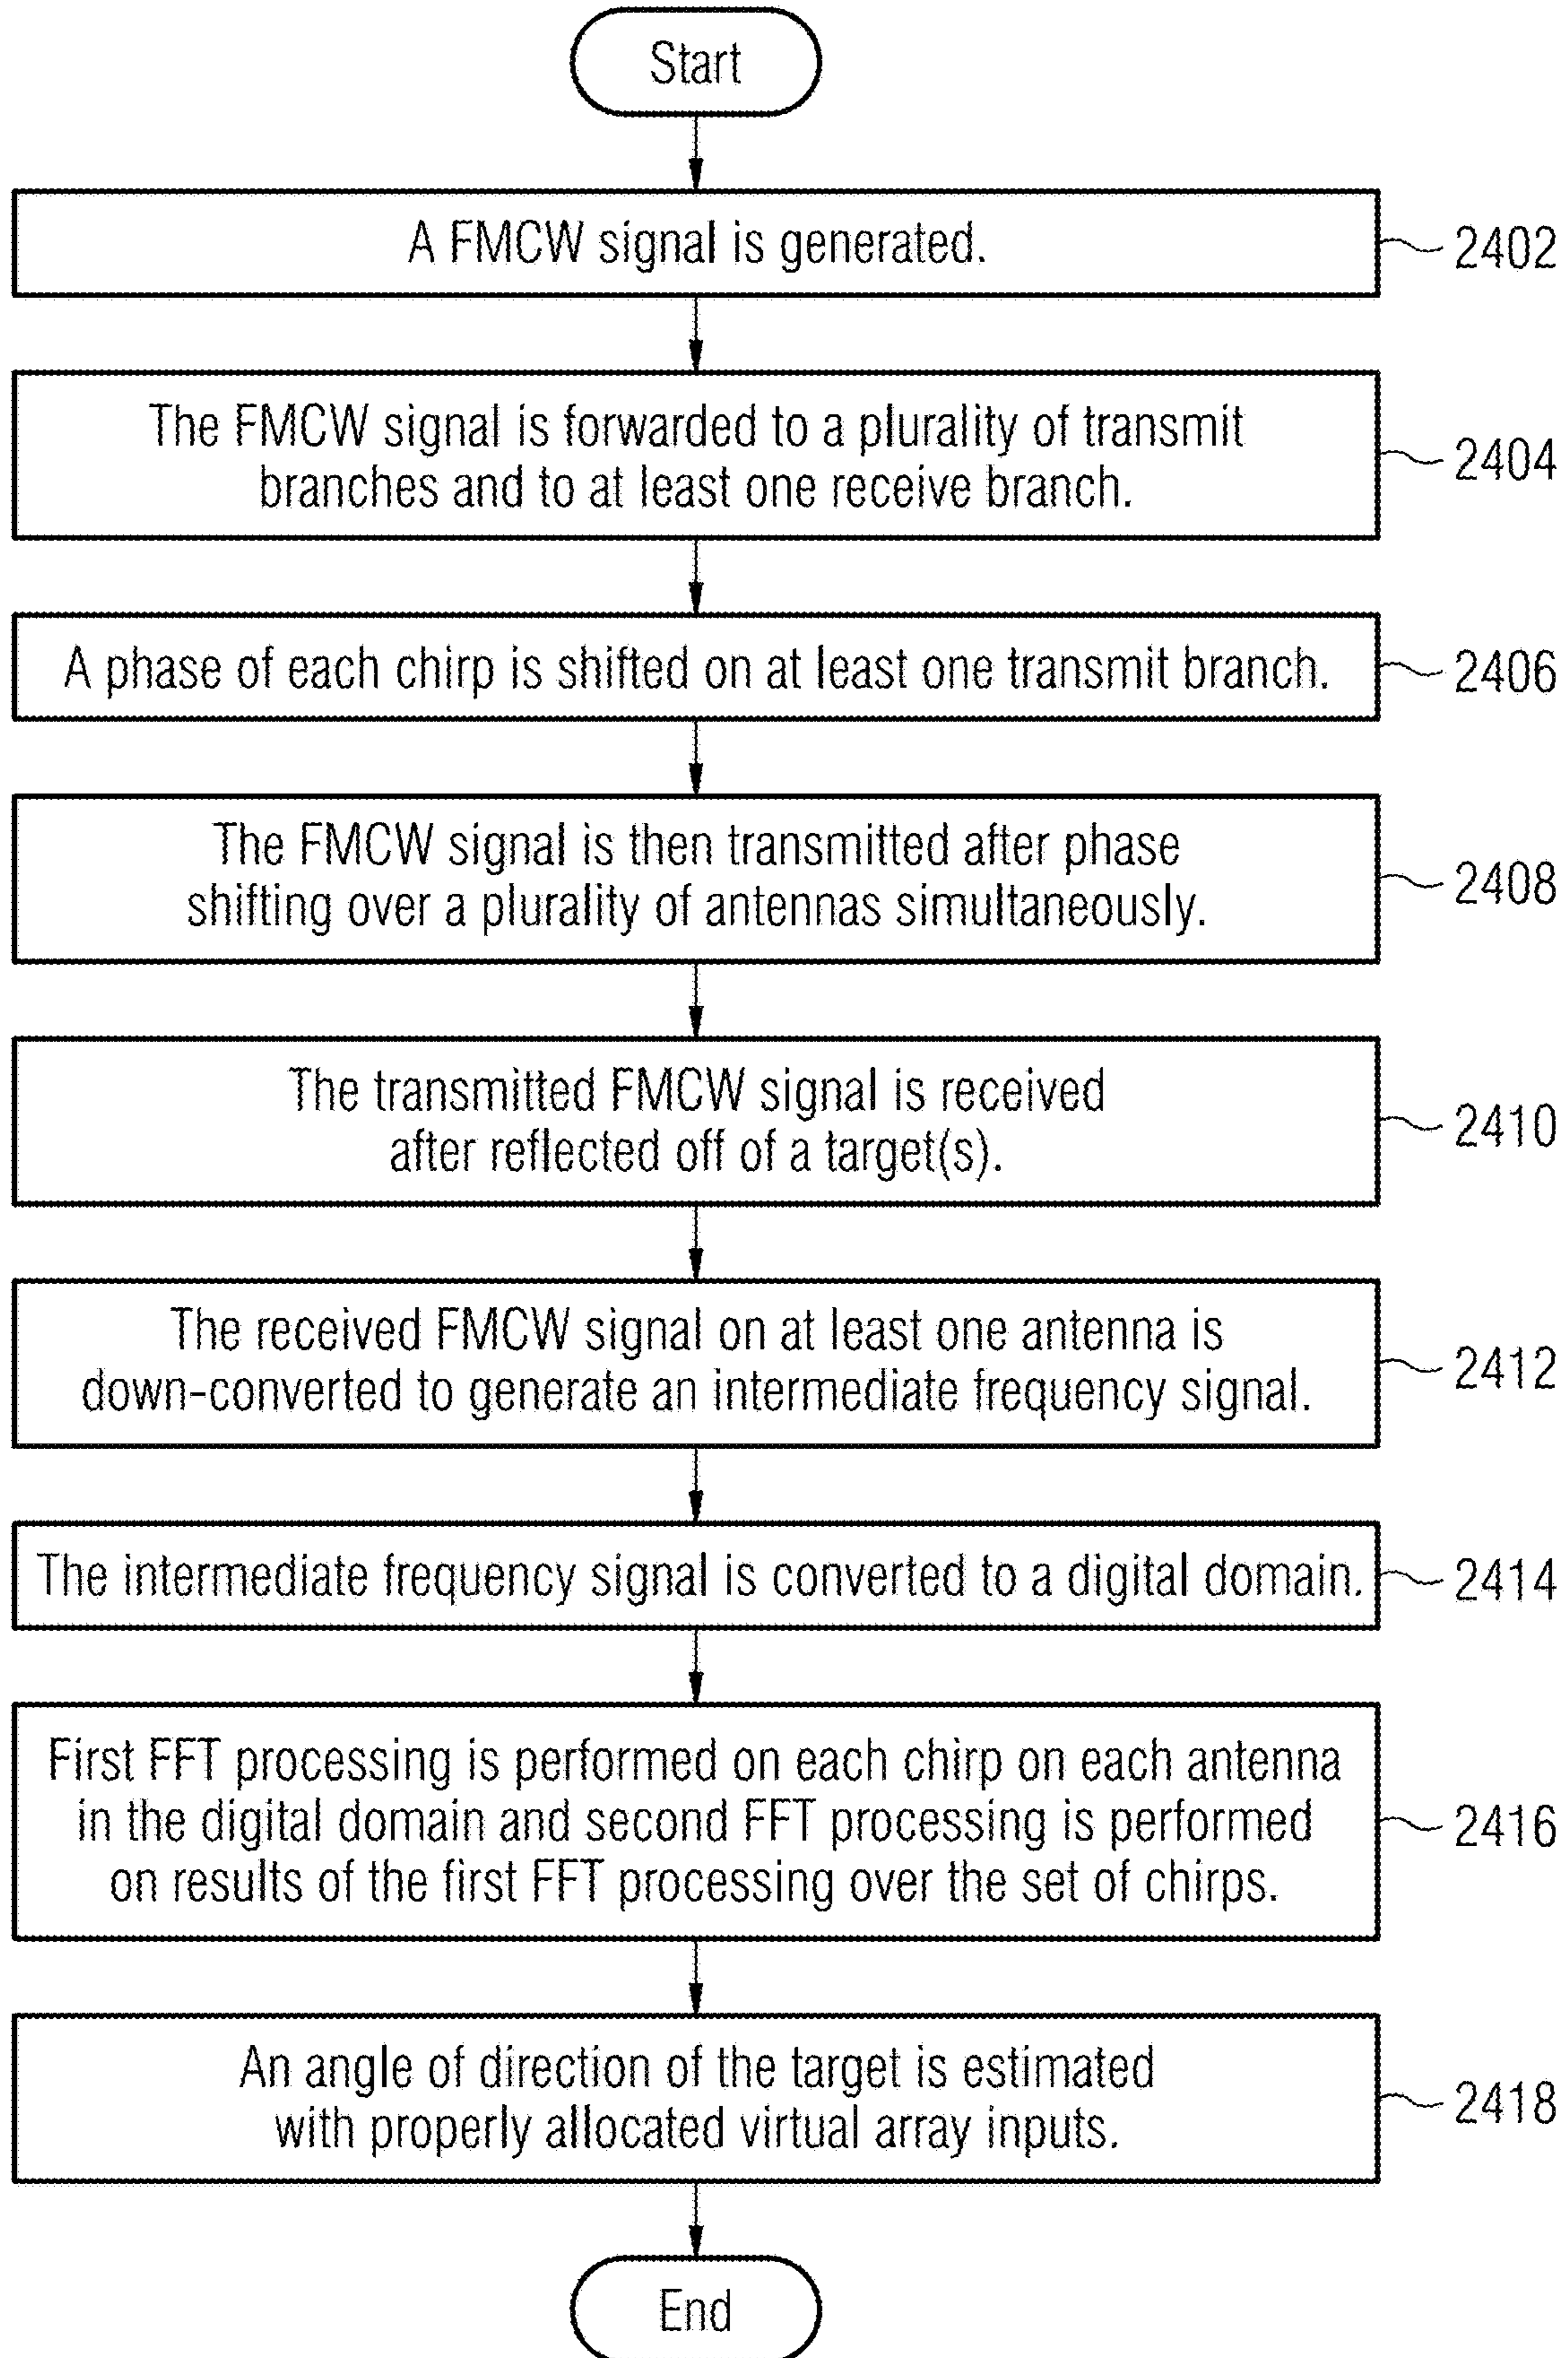 Start
A FMCW signal is generated.
2402
The FMCW signal is forwarded to a plurality of transmit
branches and to at least one receive branch.
2404
A phase of each chirp is shifted on at least one transmit branch.
2406
The FMCW signal is then transmitted after phase
shifting over a plurality of antennas simultaneously.
2408
The transmitted FMCW signal is received
after reflected off of a target(s).
2410
The received FMCW signal on at least one antenna is
down-converted to generate an intermediate frequency signal.
2412
The intermediate frequency signal is converted to a digital domain.
2414
First FFT processing is performed on each chirp on each antenna
in the digital domain and second FFT processing is performed
on results of the first FFT processing over the set of chirps.
2416
An angle of direction of the target is estimated
with properly allocated virtual array inputs.
2418
End